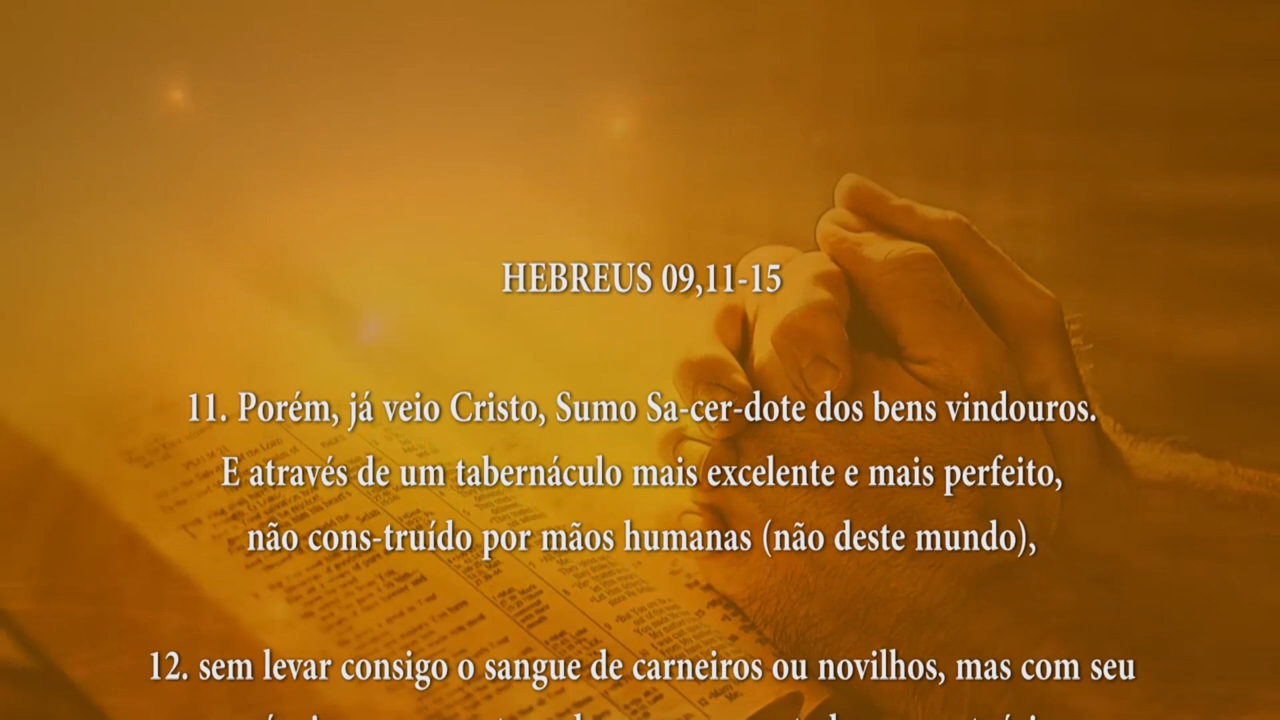 HEBREUS 09,11-15
11. Porém, já veio Cristo, Sumo Sa-cer-dote dos bens vindouros.
E através de um tabernáculo mais excelente e mais perfeito,
não cons-truído por mãos humanas (não deste mundo),
12. sem levar consigo o sangue de carneiros ou novilhos, mas com seu